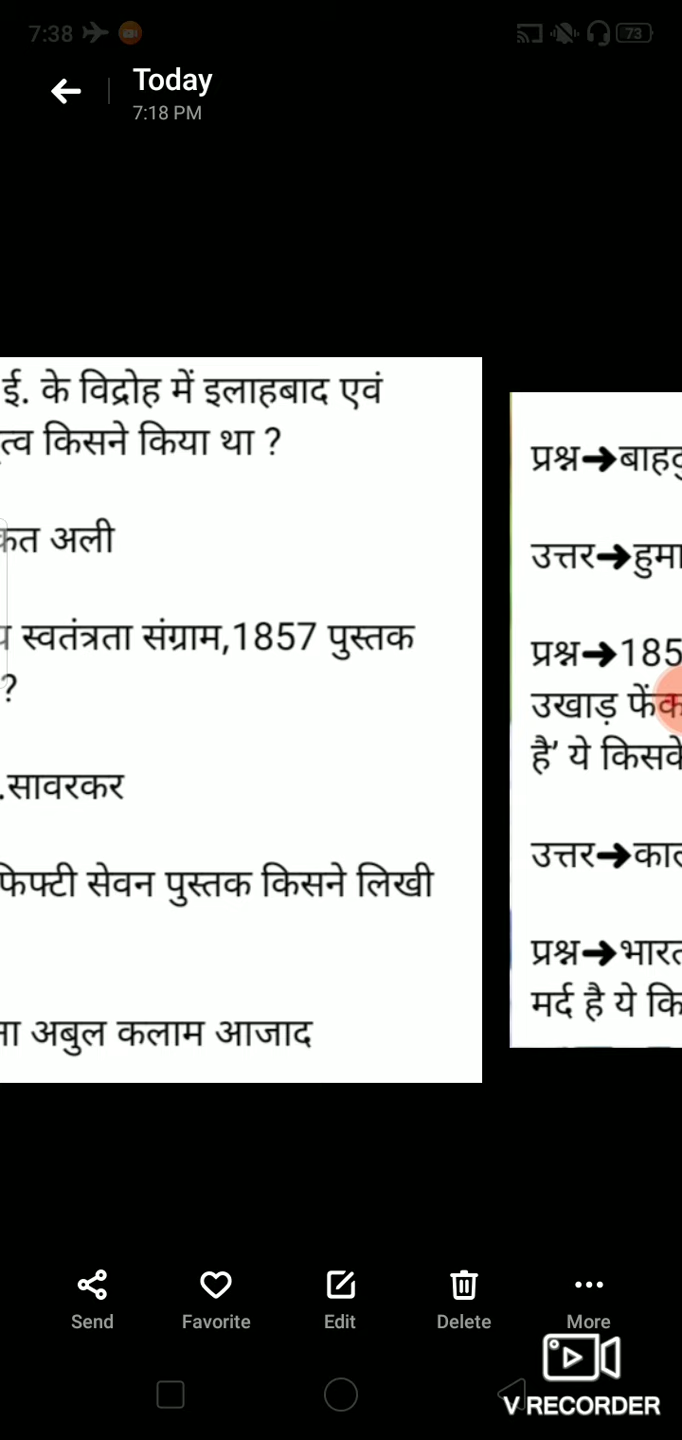 7:38
73
Today
7:18 PM
ई. के विद्रोह में इलाहबाद एवं
त्व किसने किया था ?
कत अली
स्वतंत्रता संग्राम,1857 पुस्तक
?
.सावरकर
फिफ्टी सेवन पुस्तक किसने लिखी
ना अबुल कलाम आजाद
प्रश्न→बाहदु
उत्तर→हुमा
प्रश्न→185
उखाड़ फेंक
है’ ये किसके
उत्तर→का
प्रश्न→भारत
मर्द है ये कि
Send
Favorite
Edit
Delete
More
V RECORDER